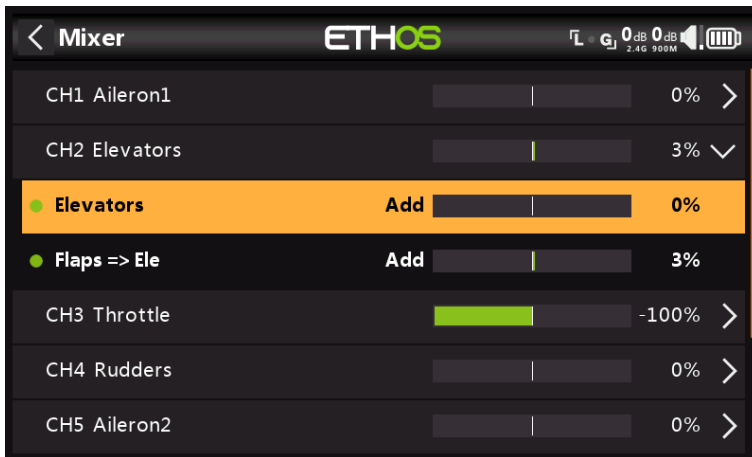 Mixer ETHOS L G 0dB 0dB
2.4G 900M
CH1 Aileron1 0%
CH2 Elevators 3%
Elevators Add 0%
Flaps => Ele Add 3%
CH3 Throttle -100%
CH4 Rudders 0%
CH5 Aileron2 0%